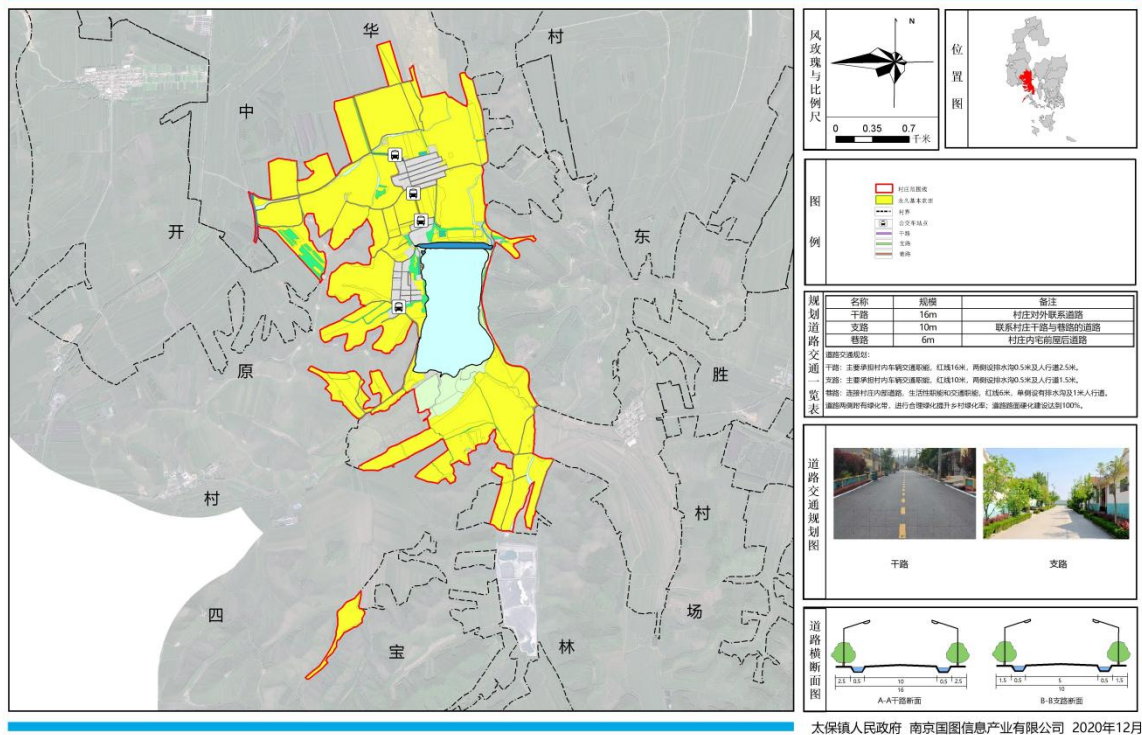 华
村
中
开
东
原
胜
村
村
四
场
宝
林
风玫瑰与比例尺
N
0 0.35 0.7
千米
位置图
图例
村庄范围线
永久基本农田
村界
公交车站点
干路
支路
巷路
规划道路交通一览表
名称 规模 备注
干路 16m 村庄对外联系道路
支路 10m 联系村庄干路与巷路的道路
巷路 6m 村庄内宅前屋后道路
道路交通规划:
干路:主要承担村内车辆交通职能,红线16米,两侧设排水沟0.5米及人行道2.5米。
支路:主要承担村内车辆交通职能,红线10米,两侧设排水沟0.5米及人行道1.5米。
巷路:连接村庄内部道路,生活性职能和交通职能,红线6米,单侧设有排水沟及1米人行道。
道路两侧附有绿化带,进行合理绿化提升乡村绿化率;道路路面硬化建设达到100%。
道路交通规划图
干路
支路
道路横断面图
2.5 0.5 10 0.5 2.5
16
A-A干路断面
1.5 0.5 5 0.5 1.5
10
B-B支路断面
太保镇人民政府 南京国图信息产业有限公司 2020年12月